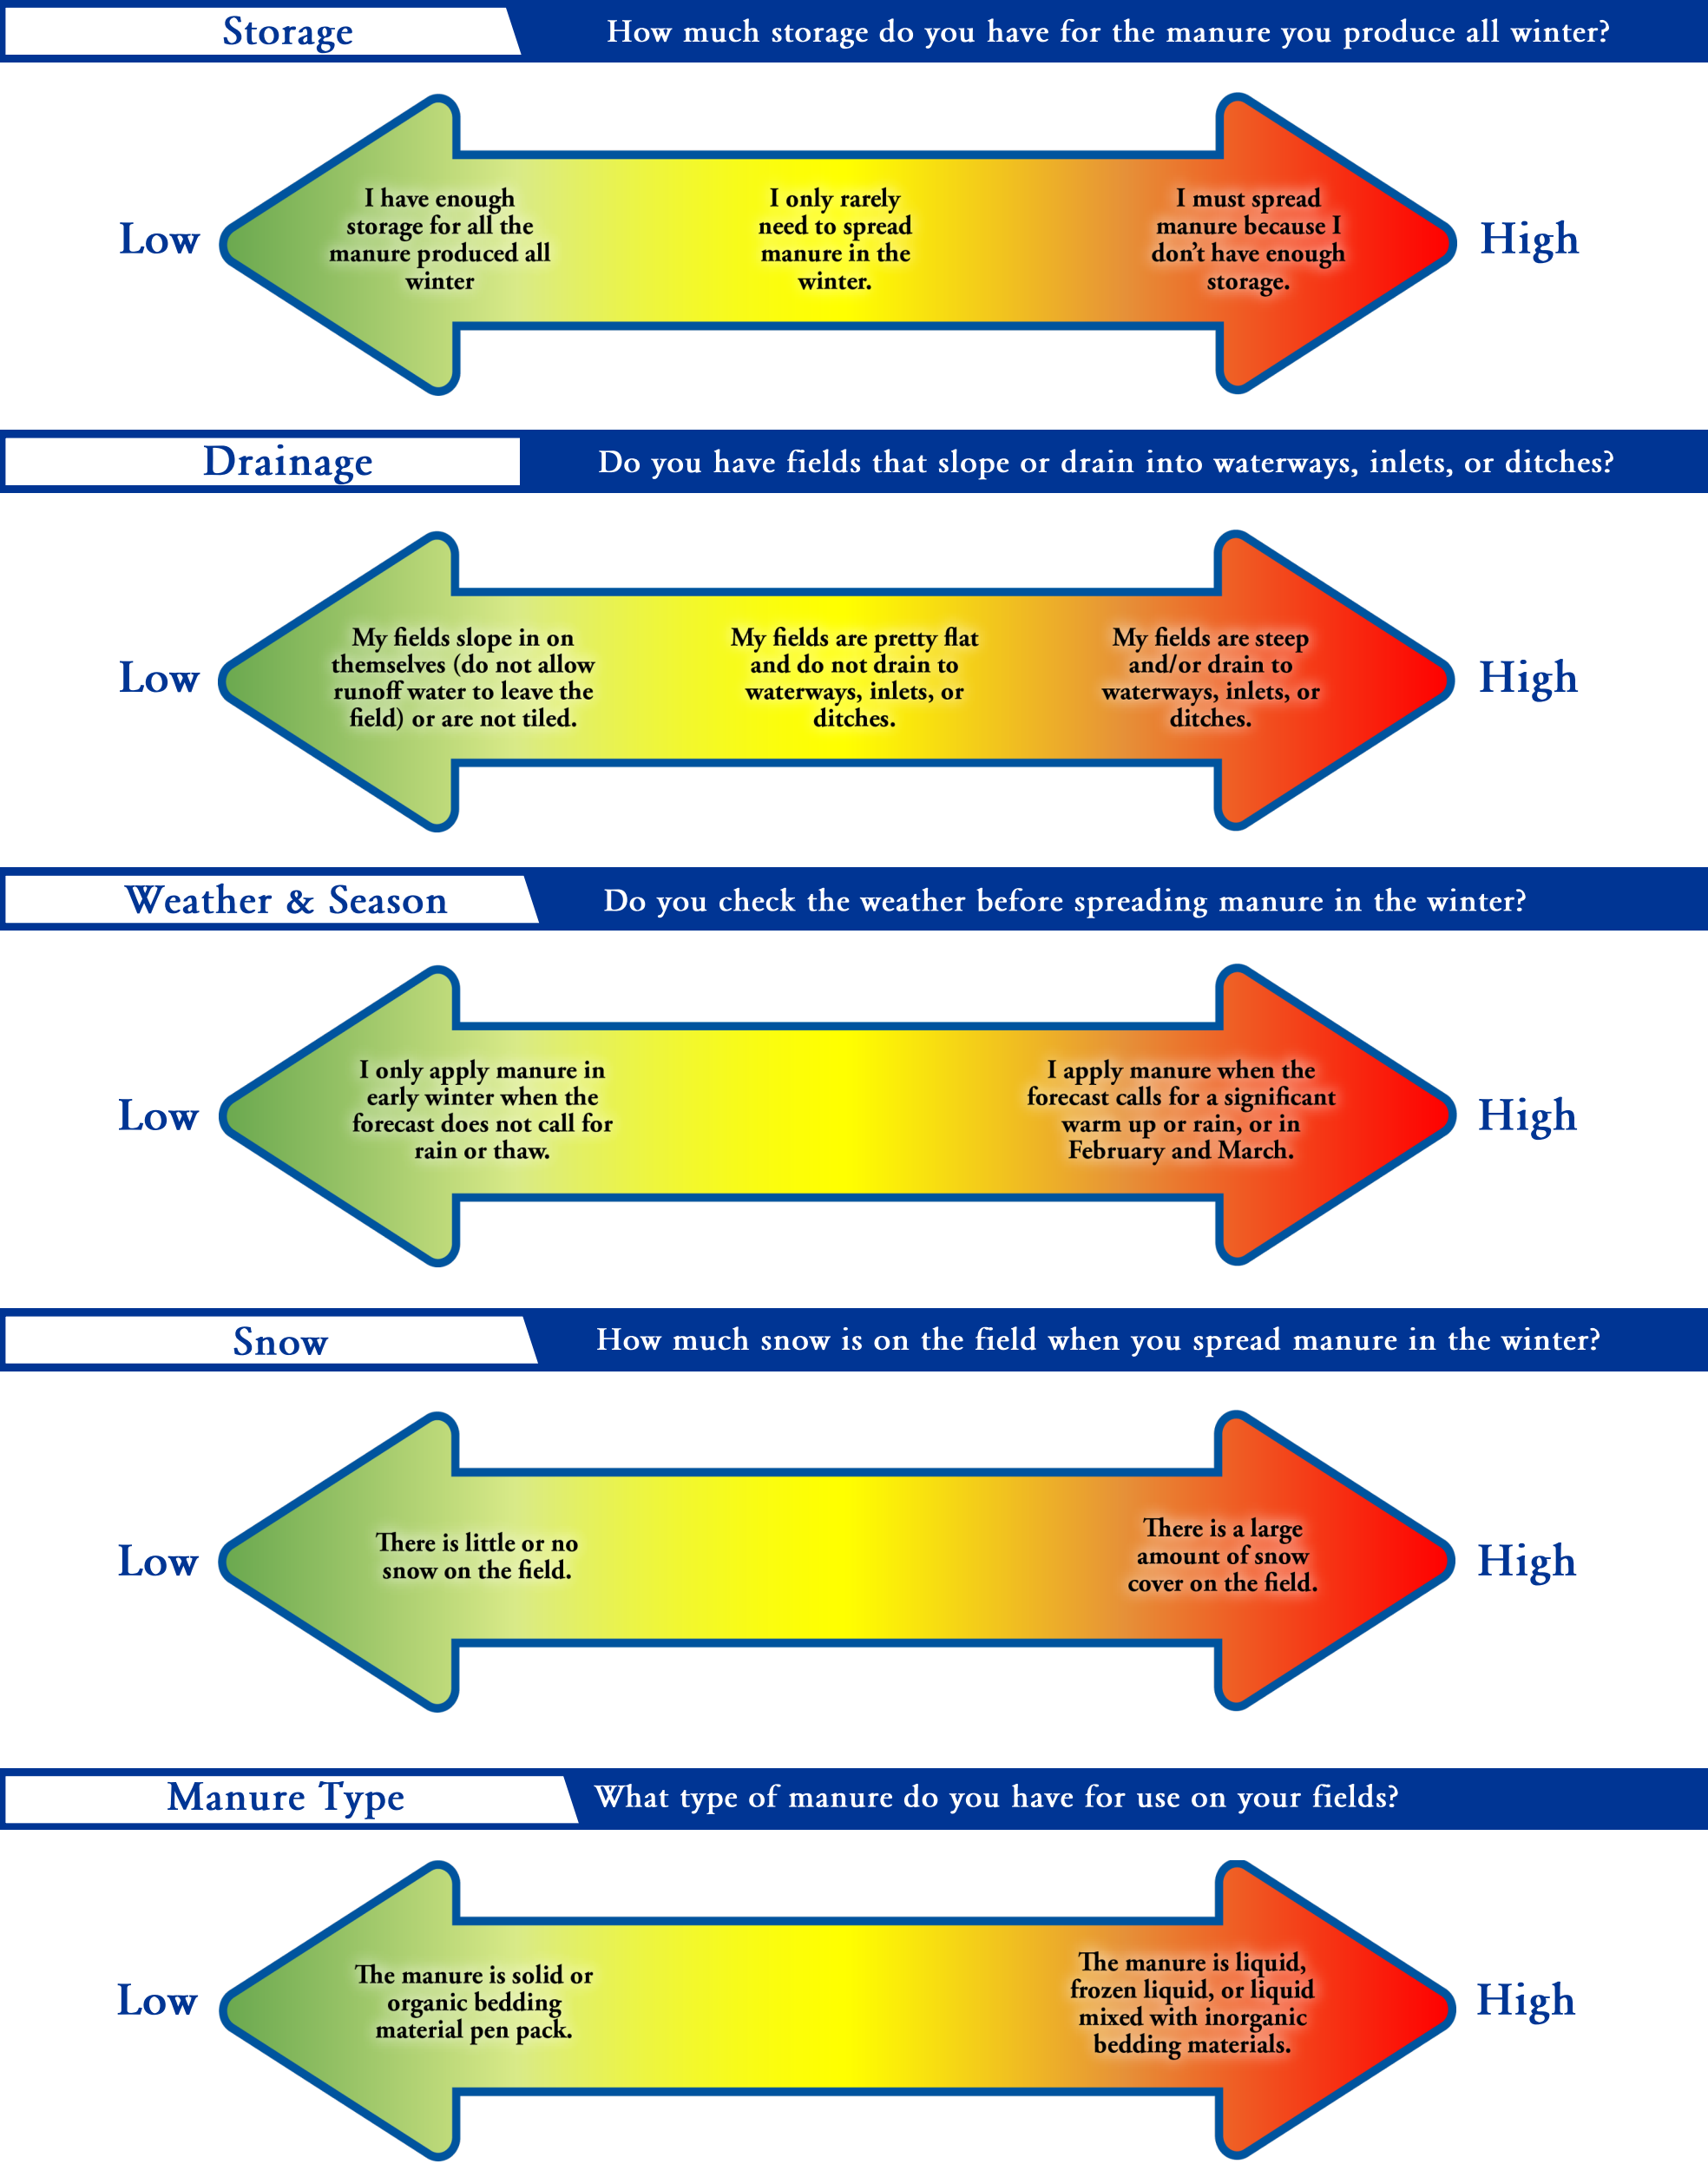 Storage
How much storage do you have for the manure you produce all winter?
Low
I have enough
storage for all the
manure produced all
winter
I only rarely
need to spread
manure in the
winter.
I must spread
manure because I
don’t have enough
storage.
High
Drainage
Do you have fields that slope or drain into waterways, inlets, or ditches?
Low
My fields slope in on
themselves (do not allow
runoff water to leave the
field) or are not tiled.
My fields are pretty flat
and do not drain to
waterways, inlets, or
ditches.
My fields are steep
and/or drain to
waterways, inlets, or
ditches.
High
Weather & Season
Do you check the weather before spreading manure in the winter?
Low
I only apply manure in
early winter when the
forecast does not call for
rain or thaw.
I apply manure when the
forecast calls for a significant
warm up or rain, or in
February and March.
High
Snow
How much snow is on the field when you spread manure in the winter?
Low
There is little or no
snow on the field.
There is a large
amount of snow
cover on the field.
High
Manure Type
What type of manure do you have for use on your fields?
Low
The manure is solid or
organic bedding
material pen pack.
The manure is liquid,
frozen liquid, or liquid
mixed with inorganic
bedding materials.
High